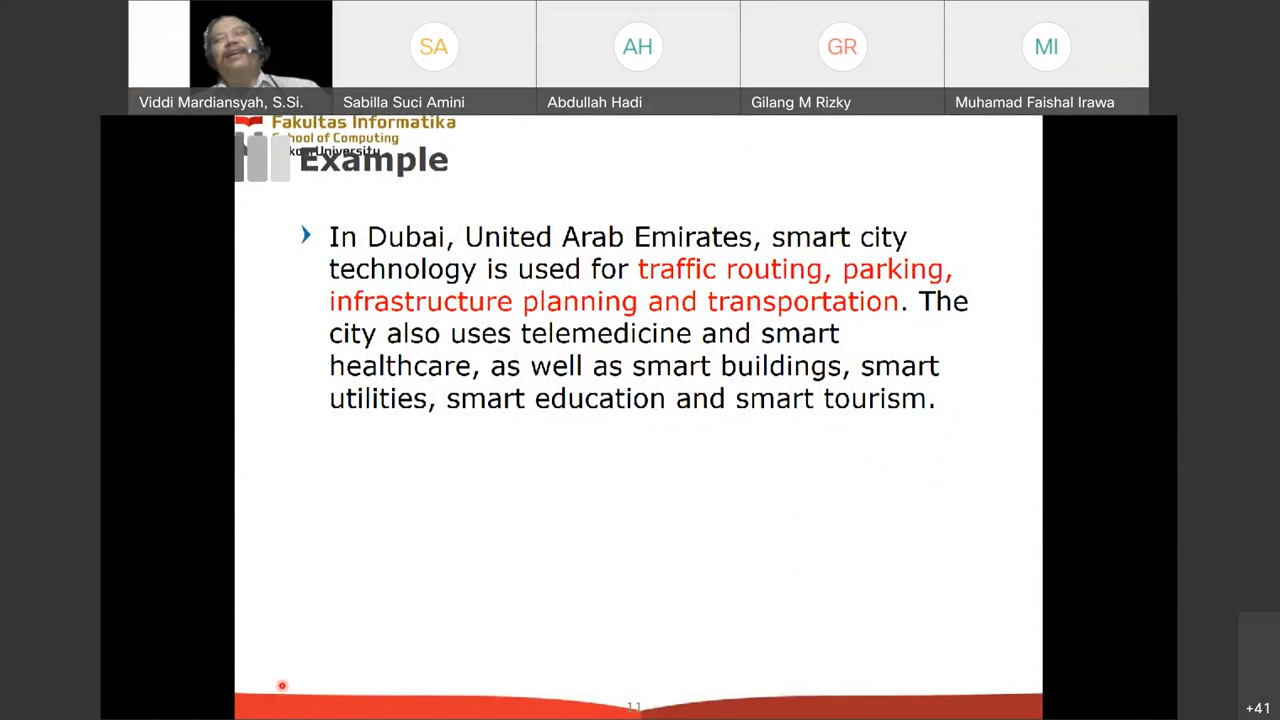 SA
AH
GR
MI
Viddi Mardiansyah, S.Si.
Sabilla Suci Amini
Abdullah Hadi
Gilang M Rizky
Muhamad Faishal Irawa
Fakultas Informatika
School of Computing
University
Example
In Dubai, United Arab Emirates, smart city
technology is used for traffic routing, parking,
infrastructure planning and transportation. The
city also uses telemedicine and smart
healthcare, as well as smart buildings, smart
utilities, smart education and smart tourism.
11
+41